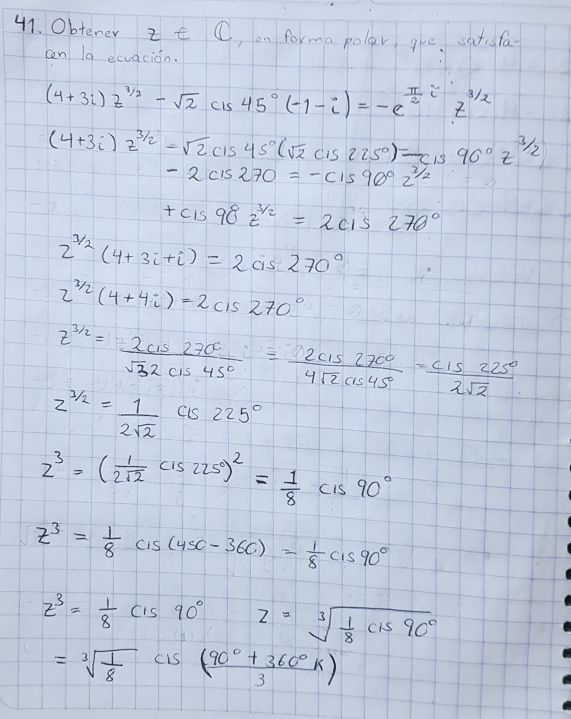 41. Obtener z ∈ ℂ, en forma polar, que satisfa-
cen la ecuación.
(4+3i) z^{3/2} - √2 cis 45° (-1-i) = -e^{π/2 i} z^{3/2}
(4+3i) z^{3/2} - √2 cis 45° (√2 cis 225°) = -cis 90° z^{3/2}
- 2 cis 270 = -cis 90° z^{3/2}
+ cis 90 z^{3/2} = 2 cis 270°
z^{3/2} (4+3i+i) = 2 cis 270°
z^{3/2} (4+4i) = 2 cis 270°
z^{3/2} = 2 cis 270° / √32 cis 45° = 2 cis 270° / 4√2 cis 45° = cis 225° / 2√2
z^{3/2} = 1 / 2√2 cis 225°
z^3 = (1 / 2√2 cis 225°)^2 = 1/8 cis 90°
z^3 = 1/8 cis (450 - 360) = 1/8 cis 90°
z^3 = 1/8 cis 90° z = ∛(1/8 cis 90°)
= ∛(1/8) cis (90° + 360° K / 3)